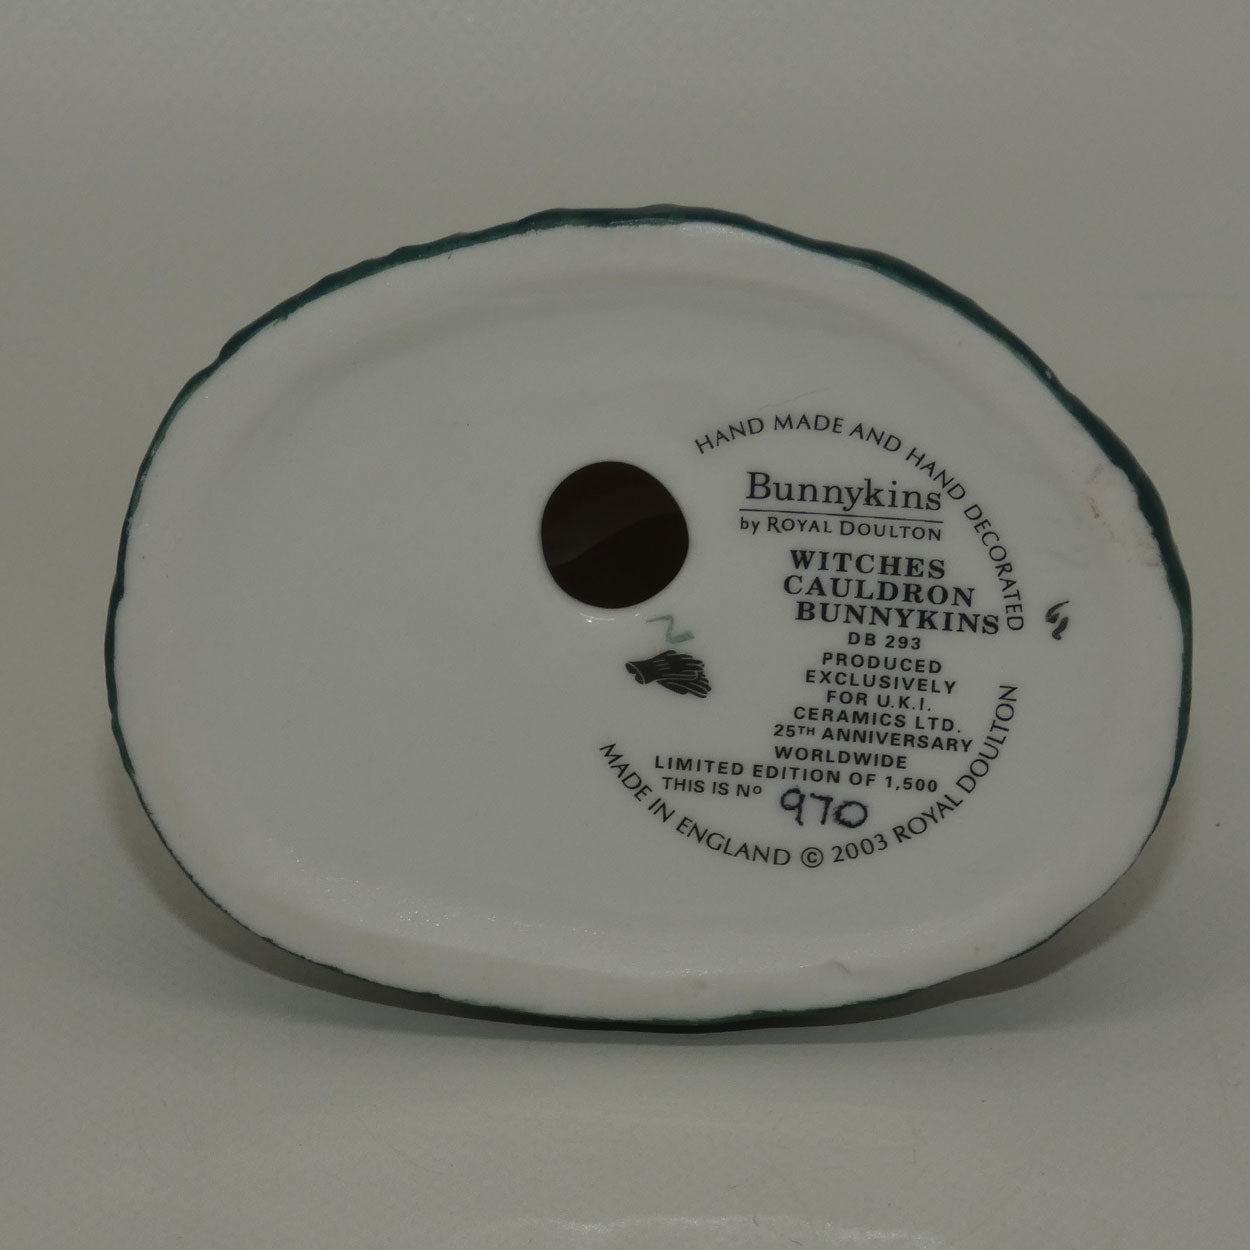 HAND MADE AND HAND DECORATED
Bunnykins
by ROYAL DOULTON
WITCHES
CAULDRON
BUNNYKINS
DB 293
PRODUCED
EXCLUSIVELY
FOR U.K.I.
CERAMICS LTD.
25TH ANNIVERSARY
WORLDWIDE
LIMITED EDITION OF 1,500
THIS IS Nº 970
MADE IN ENGLAND © 2003 ROYAL DOULTON